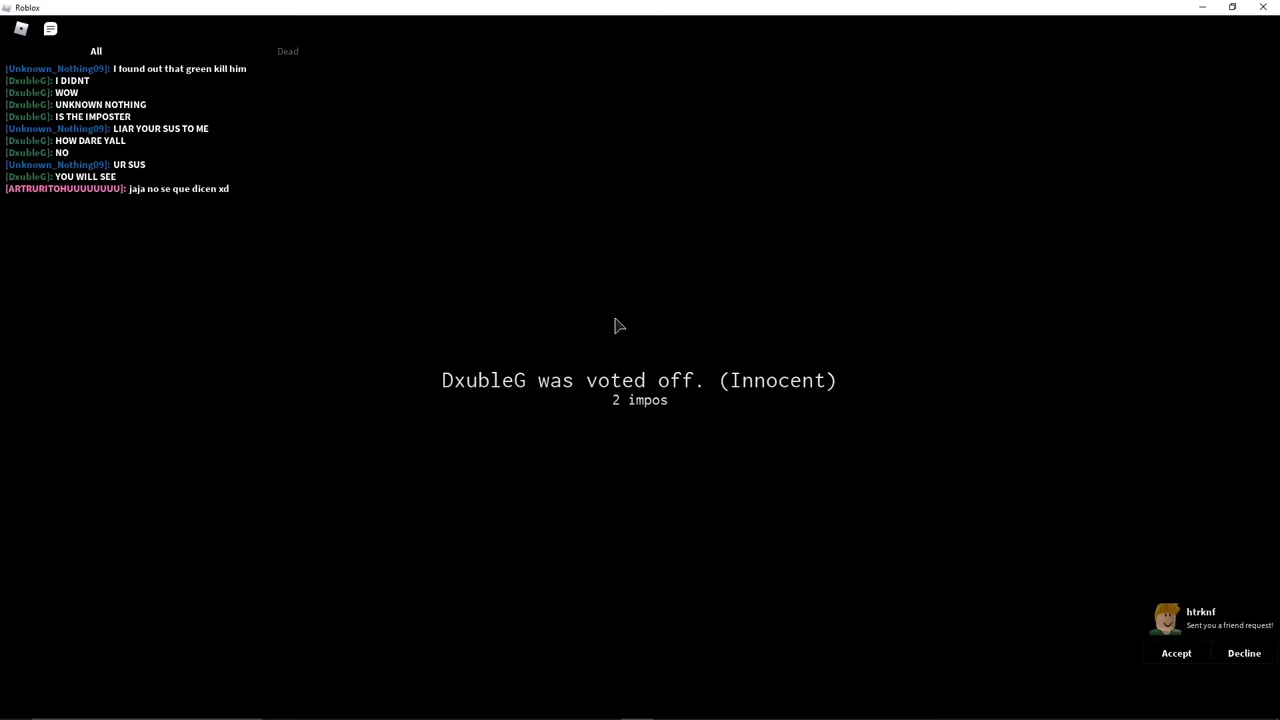 Roblox
All Dead
[Unknown_Nothing09]: I found out that green kill him
[DxubleG]: I DIDNT
[DxubleG]: WOW
[DxubleG]: UNKNOWN NOTHING
[DxubleG]: IS THE IMPOSTER
[Unknown_Nothing09]: LIAR YOUR SUS TO ME
[DxubleG]: HOW DARE YALL
[DxubleG]: NO
[Unknown_Nothing09]: UR SUS
[DxubleG]: YOU WILL SEE
[ARTRURITOHUUUUUUUU]: jaja no se que dicen xd
DxubleG was voted off. (Innocent)
2 impos
htrknf
Sent you a friend request!
Accept Decline